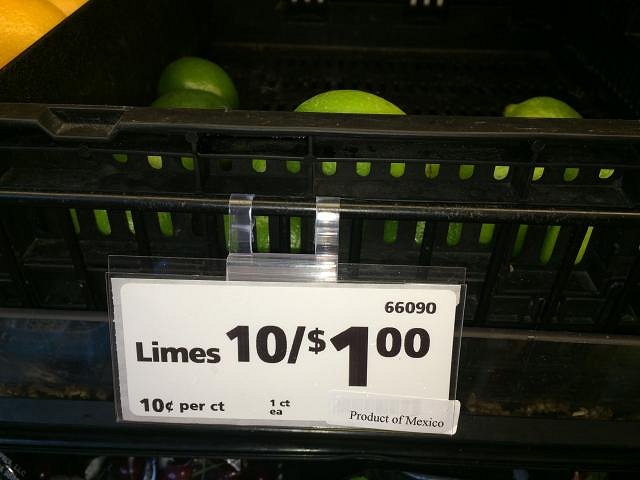 66090
Limes 10/$1.00
10¢ per ct 1 ct ea
Product of Mexico